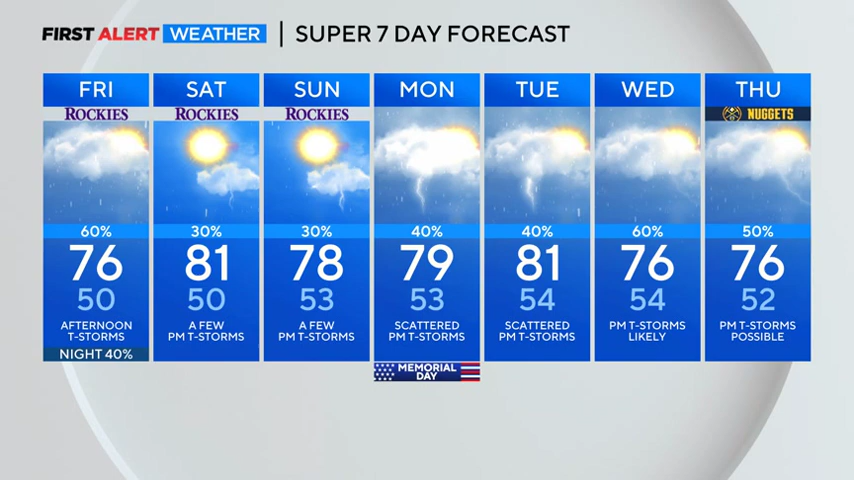 FIRST ALERT WEATHER | SUPER 7 DAY FORECAST
FRI SAT SUN MON TUE WED THU
ROCKIES ROCKIES ROCKIES NUGGETS
60% 30% 30% 40% 40% 60% 50%
76 81 78 79 81 76 76
50 50 53 53 54 54 52
AFTERNOON A FEW A FEW SCATTERED SCATTERED PM T-STORMS PM T-STORMS
T-STORMS PM T-STORMS PM T-STORMS PM T-STORMS PM T-STORMS LIKELY POSSIBLE
NIGHT 40%
MEMORIAL
DAY